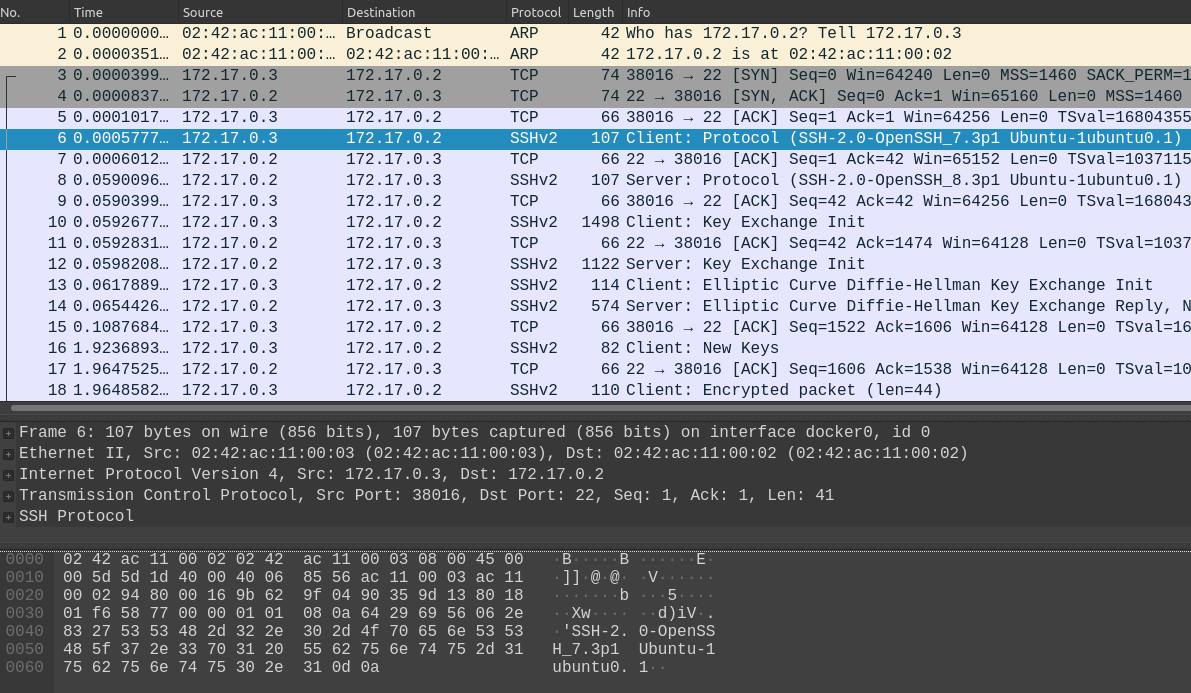 No. Time Source Destination Protocol Length Info
1 0.0000000… 02:42:ac:11:00:… Broadcast ARP 42 Who has 172.17.0.2? Tell 172.17.0.3
2 0.0000351… 02:42:ac:11:00:… 02:42:ac:11:00:… ARP 42 172.17.0.2 is at 02:42:ac:11:00:02
3 0.0000399… 172.17.0.3 172.17.0.2 TCP 74 38016 → 22 [SYN] Seq=0 Win=64240 Len=0 MSS=1460 SACK_PERM=1
4 0.0000837… 172.17.0.2 172.17.0.3 TCP 74 22 → 38016 [SYN, ACK] Seq=0 Ack=1 Win=65160 Len=0 MSS=1460
5 0.0001017… 172.17.0.3 172.17.0.2 TCP 66 38016 → 22 [ACK] Seq=1 Ack=1 Win=64256 Len=0 TSval=16804355
6 0.0005777… 172.17.0.3 172.17.0.2 SSHv2 107 Client: Protocol (SSH-2.0-OpenSSH_7.3p1 Ubuntu-1ubuntu0.1)
7 0.0006012… 172.17.0.2 172.17.0.3 TCP 66 22 → 38016 [ACK] Seq=1 Ack=42 Win=65152 Len=0 TSval=1037115
8 0.0590096… 172.17.0.2 172.17.0.3 SSHv2 107 Server: Protocol (SSH-2.0-OpenSSH_8.3p1 Ubuntu-1ubuntu0.1)
9 0.0590399… 172.17.0.3 172.17.0.2 TCP 66 38016 → 22 [ACK] Seq=42 Ack=42 Win=64256 Len=0 TSval=168043
10 0.0592677… 172.17.0.3 172.17.0.2 SSHv2 1498 Client: Key Exchange Init
11 0.0592831… 172.17.0.2 172.17.0.3 TCP 66 22 → 38016 [ACK] Seq=42 Ack=1474 Win=64128 Len=0 TSval=1037
12 0.0598208… 172.17.0.2 172.17.0.3 SSHv2 1122 Server: Key Exchange Init
13 0.0617889… 172.17.0.3 172.17.0.2 SSHv2 114 Client: Elliptic Curve Diffie-Hellman Key Exchange Init
14 0.0654426… 172.17.0.2 172.17.0.3 SSHv2 574 Server: Elliptic Curve Diffie-Hellman Key Exchange Reply, N
15 0.1087684… 172.17.0.3 172.17.0.2 TCP 66 38016 → 22 [ACK] Seq=1522 Ack=1606 Win=64128 Len=0 TSval=16
16 1.9236893… 172.17.0.3 172.17.0.2 SSHv2 82 Client: New Keys
17 1.9647525… 172.17.0.2 172.17.0.3 TCP 66 22 → 38016 [ACK] Seq=1606 Ack=1538 Win=64128 Len=0 TSval=10
18 1.9648582… 172.17.0.3 172.17.0.2 SSHv2 110 Client: Encrypted packet (len=44)
Frame 6: 107 bytes on wire (856 bits), 107 bytes captured (856 bits) on interface docker0, id 0
Ethernet II, Src: 02:42:ac:11:00:03 (02:42:ac:11:00:03), Dst: 02:42:ac:11:00:02 (02:42:ac:11:00:02)
Internet Protocol Version 4, Src: 172.17.0.3, Dst: 172.17.0.2
Transmission Control Protocol, Src Port: 38016, Dst Port: 22, Seq: 1, Ack: 1, Len: 41
SSH Protocol
0000 02 42 ac 11 00 02 02 42 ac 11 00 03 08 00 45 00 ·B·····B ······E·
0010 00 5d 5d 1d 40 00 40 06 85 56 ac 11 00 03 ac 11 ·]]·@·@· ·V······
0020 00 02 94 80 00 16 9b 62 9f 04 90 35 9d 13 80 18 ·······b ···5····
0030 01 f6 58 77 00 00 01 01 08 0a 64 29 69 56 06 2e ··Xw···· ··d)iV·.
0040 83 27 53 53 48 2d 32 2e 30 2d 4f 70 65 6e 53 53 ·'SSH-2. 0-OpenSS
0050 48 5f 37 2e 33 70 31 20 55 62 75 6e 74 75 2d 31 H_7.3p1 Ubuntu-1
0060 75 62 75 6e 74 75 30 2e 31 0d 0a ubuntu0. 1··